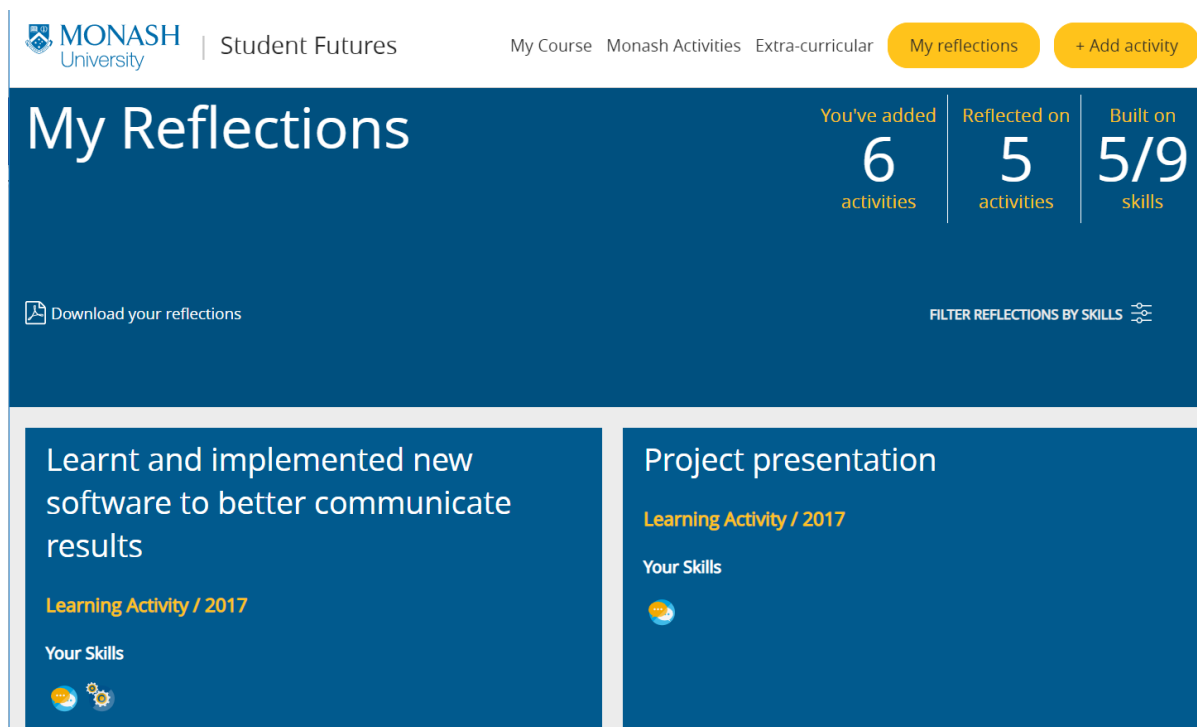 MONASH
University
Student Futures
My Course
Monash Activities
Extra-curricular
My reflections
+ Add activity
My Reflections
You've added
6
activities
Reflected on
5
activities
Built on
5/9
skills
Download your reflections
FILTER REFLECTIONS BY SKILLS
Learnt and implemented new
software to better communicate
results
Learning Activity / 2017
Your Skills
Project presentation
Learning Activity / 2017
Your Skills